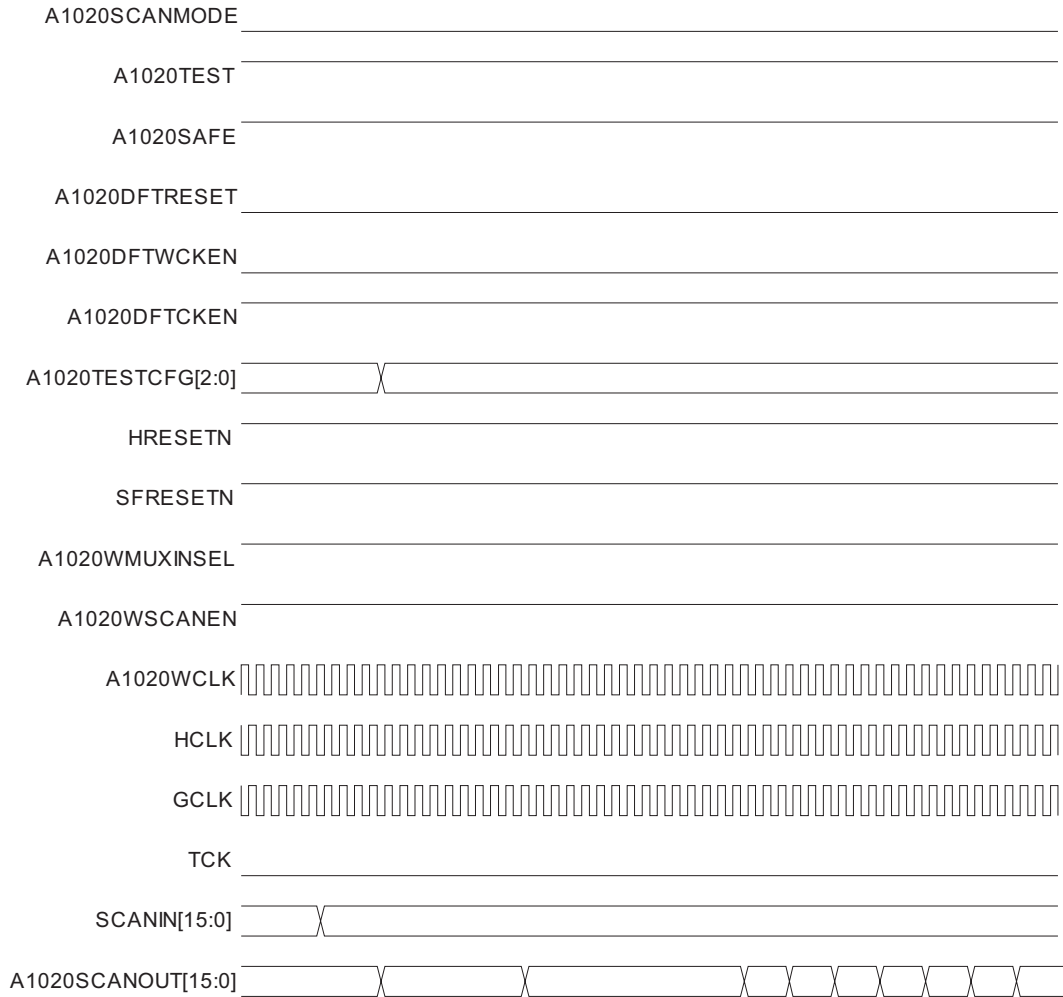 A1020SCANMODE
A1020TEST
A1020SAFE
A1020DFTRESET
A1020DFTWCKEN
A1020DFTCKEN
A1020TESTCFG[2:0]
HRESETN
SFRESETN
A1020WMUXINSEL
A1020WSCANEN
A1020WCLK
HCLK
GCLK
TCK
SCANIN[15:0]
A1020SCANOUT[15:0]